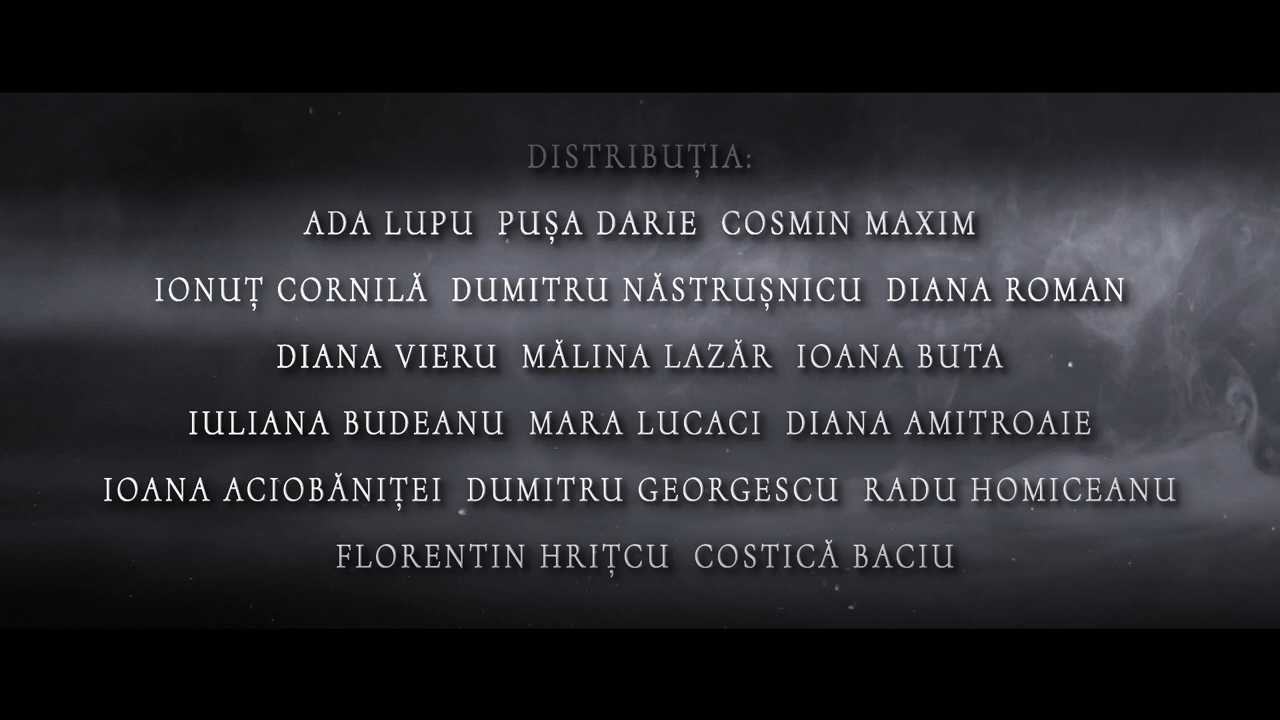 DISTRIBUȚIA:
ADA LUPU PUȘA DARIE COSMIN MAXIM
IONUȚ CORNILĂ DUMITRU NĂSTRUȘNICU DIANA ROMAN
DIANA VIERU MĂLINA LAZĂR IOANA BUTA
IULIANA BUDEANU MARA LUCACI DIANA AMITROAIE
IOANA ACIOBĂNIȚEI DUMITRU GEORGESCU RADU HOMICEANU
FLORENTIN HRIȚCU COSTICĂ BACIU